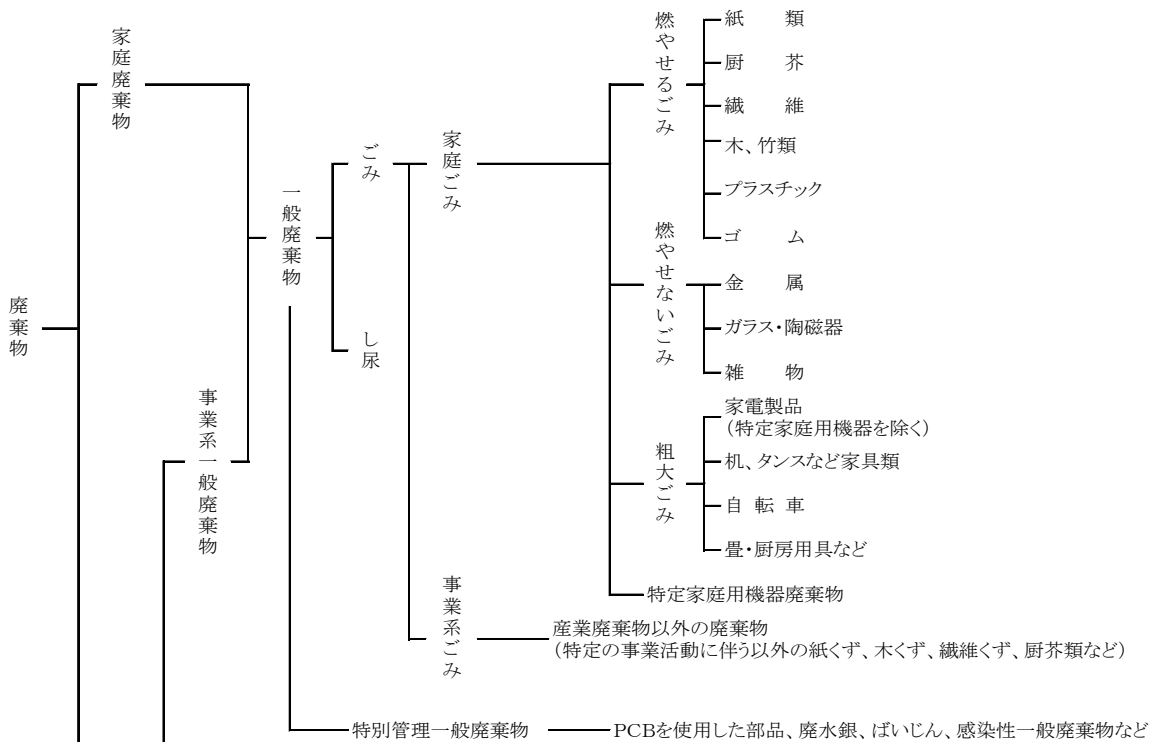 廃棄物
家庭廃棄物
事業系一般廃棄物
一般廃棄物
ごみ
し尿
家庭ごみ
燃やせるごみ
紙　類
厨　芥
繊　維
木、竹類
プラスチック
ゴ　ム
燃やせないごみ
金　属
ガラス・陶磁器
雑　物
粗大ごみ
家電製品
（特定家庭用機器を除く）
机、タンスなど家具類
自 転 車
畳・厨房用具など
特定家庭用機器廃棄物
事業系ごみ
産業廃棄物以外の廃棄物
（特定の事業活動に伴う以外の紙くず、木くず、繊維くず、厨芥類など）
特別管理一般廃棄物
PCBを使用した部品、廃水銀、ばいじん、感染性一般廃棄物など